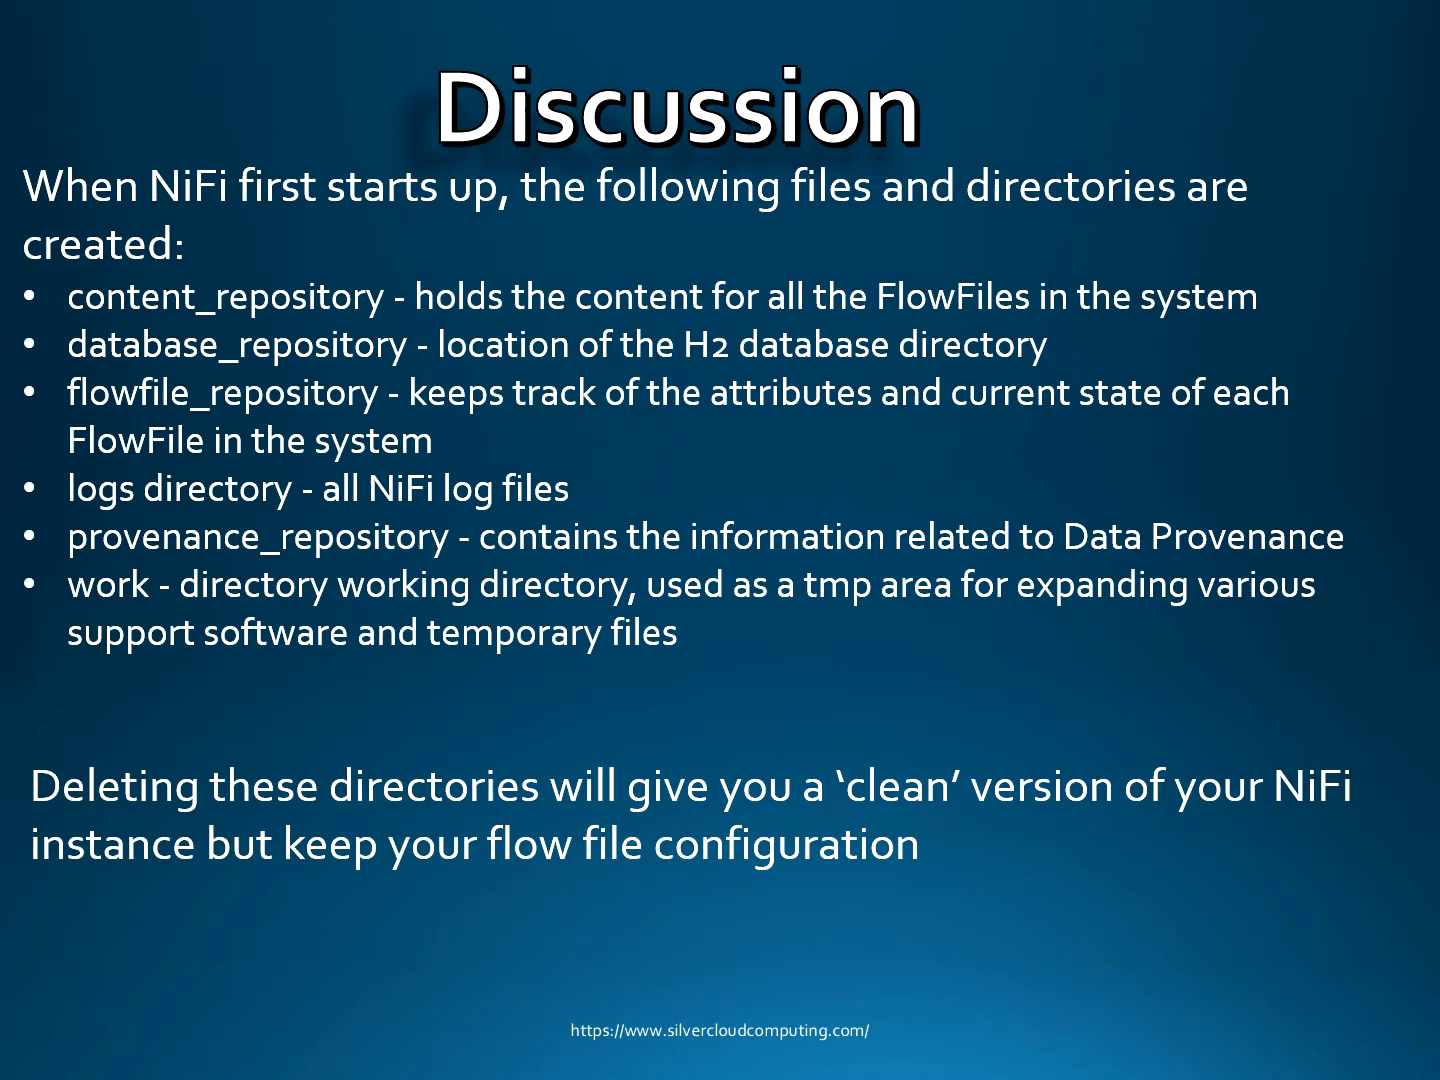 Discussion
When NiFi first starts up, the following files and directories are
created:
• content_repository - holds the content for all the FlowFiles in the system
• database_repository - location of the H2 database directory
• flowfile_repository - keeps track of the attributes and current state of each
FlowFile in the system
• logs directory - all NiFi log files
• provenance_repository - contains the information related to Data Provenance
• work - directory working directory, used as a tmp area for expanding various
support software and temporary files
Deleting these directories will give you a ‘clean’ version of your NiFi
instance but keep your flow file configuration
https://www.silvercloudcomputing.com/